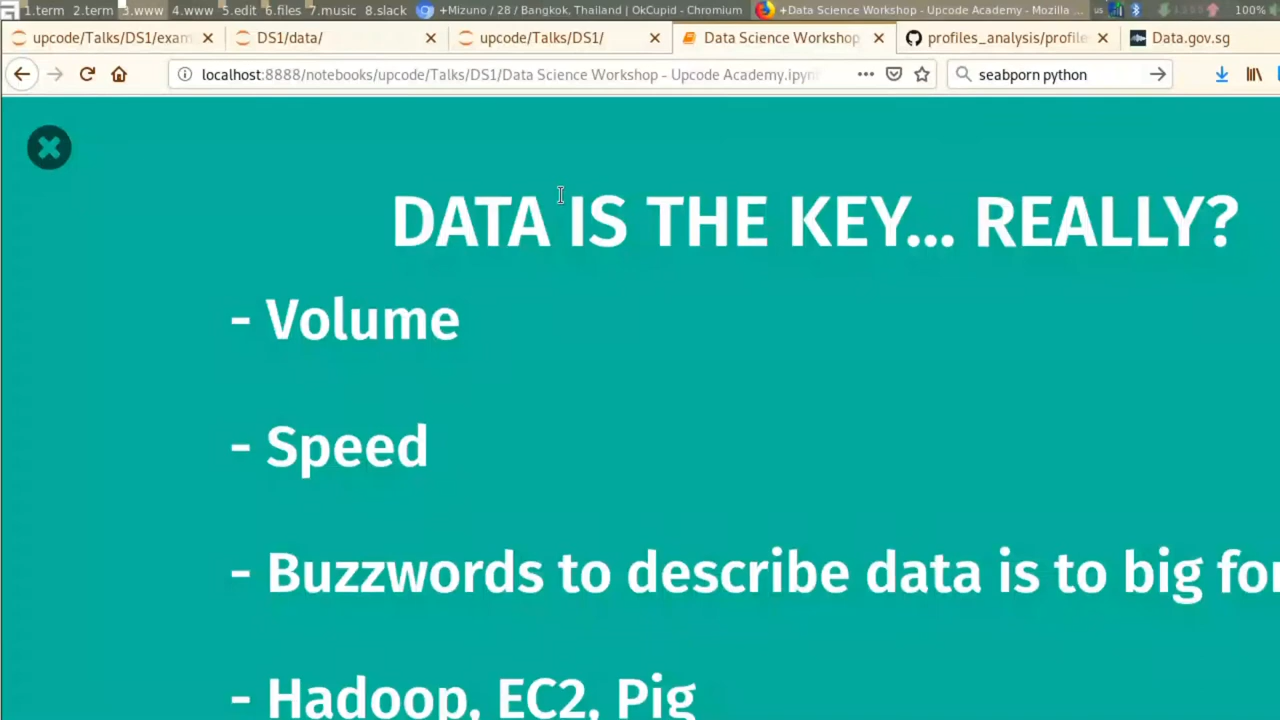 1.term 2.term 3.www 4.www 5.edit 6.files 7.music 8.slack +Mizuno / 28 / Bangkok, Thailand | OkCupid - Chromium +Data Science Workshop - Upcode Academy - Mozilla ... us 100%
upcode/Talks/DS1/exam DS1/data/ upcode/Talks/DS1/ Data Science Workshop profiles_analysis/profile Data.gov.sg
localhost:8888/notebooks/upcode/Talks/DS1/Data Science Workshop - Upcode Academy.ipyn seabporn python
DATA IS THE KEY... REALLY?
- Volume
- Speed
- Buzzwords to describe data is to big for
- Hadoop, EC2, Pig